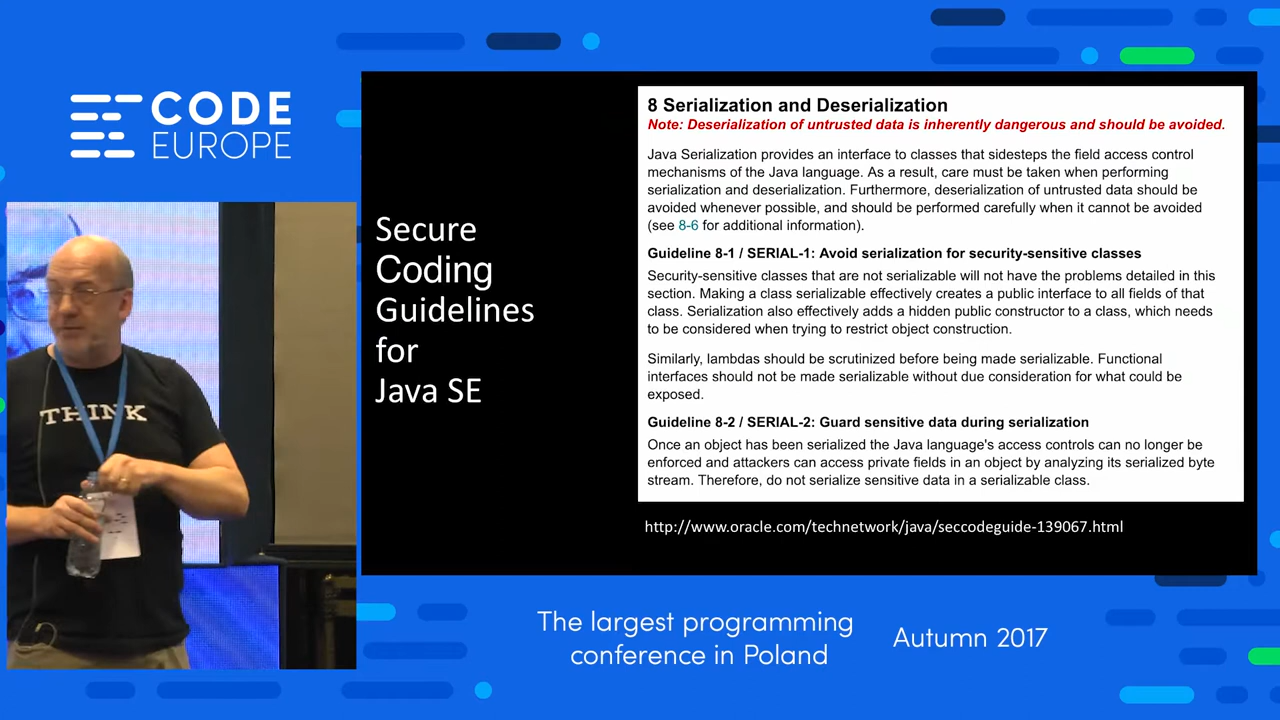 CODE
EUROPE
THINK
Secure
Coding
Guidelines
for
Java SE
8 Serialization and Deserialization
Note: Deserialization of untrusted data is inherently dangerous and should be avoided.
Java Serialization provides an interface to classes that sidesteps the field access control
mechanisms of the Java language. As a result, care must be taken when performing
serialization and deserialization. Furthermore, deserialization of untrusted data should be
avoided whenever possible, and should be performed carefully when it cannot be avoided
(see 8-6 for additional information).
Guideline 8-1 / SERIAL-1: Avoid serialization for security-sensitive classes
Security-sensitive classes that are not serializable will not have the problems detailed in this
section. Making a class serializable effectively creates a public interface to all fields of that
class. Serialization also effectively adds a hidden public constructor to a class, which needs
to be considered when trying to restrict object construction.
Similarly, lambdas should be scrutinized before being made serializable. Functional
interfaces should not be made serializable without due consideration for what could be
exposed.
Guideline 8-2 / SERIAL-2: Guard sensitive data during serialization
Once an object has been serialized the Java language's access controls can no longer be
enforced and attackers can access private fields in an object by analyzing its serialized byte
stream. Therefore, do not serialize sensitive data in a serializable class.
http://www.oracle.com/technetwork/java/seccodeguide-139067.html
The largest programming
conference in Poland
Autumn 2017